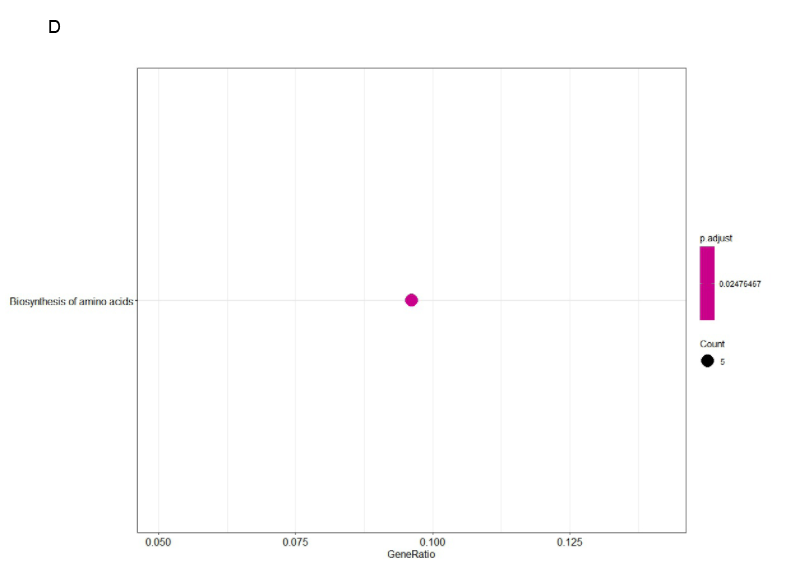 D
p.adjust
0.02476467
Biosynthesis of amino acids
Count
5
0.050 0.075 0.100 0.125
GeneRatio